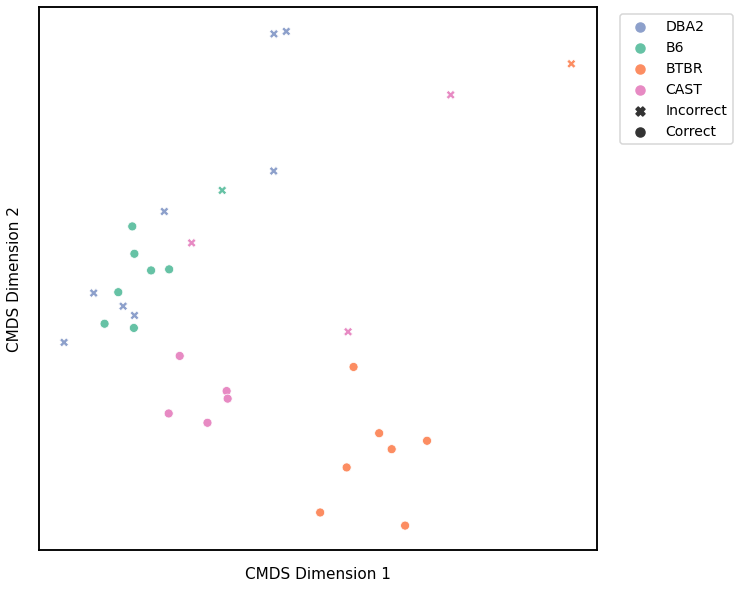 DBA2
B6
BTBR
CAST
Incorrect
Correct
CMDS Dimension 2
CMDS Dimension 1